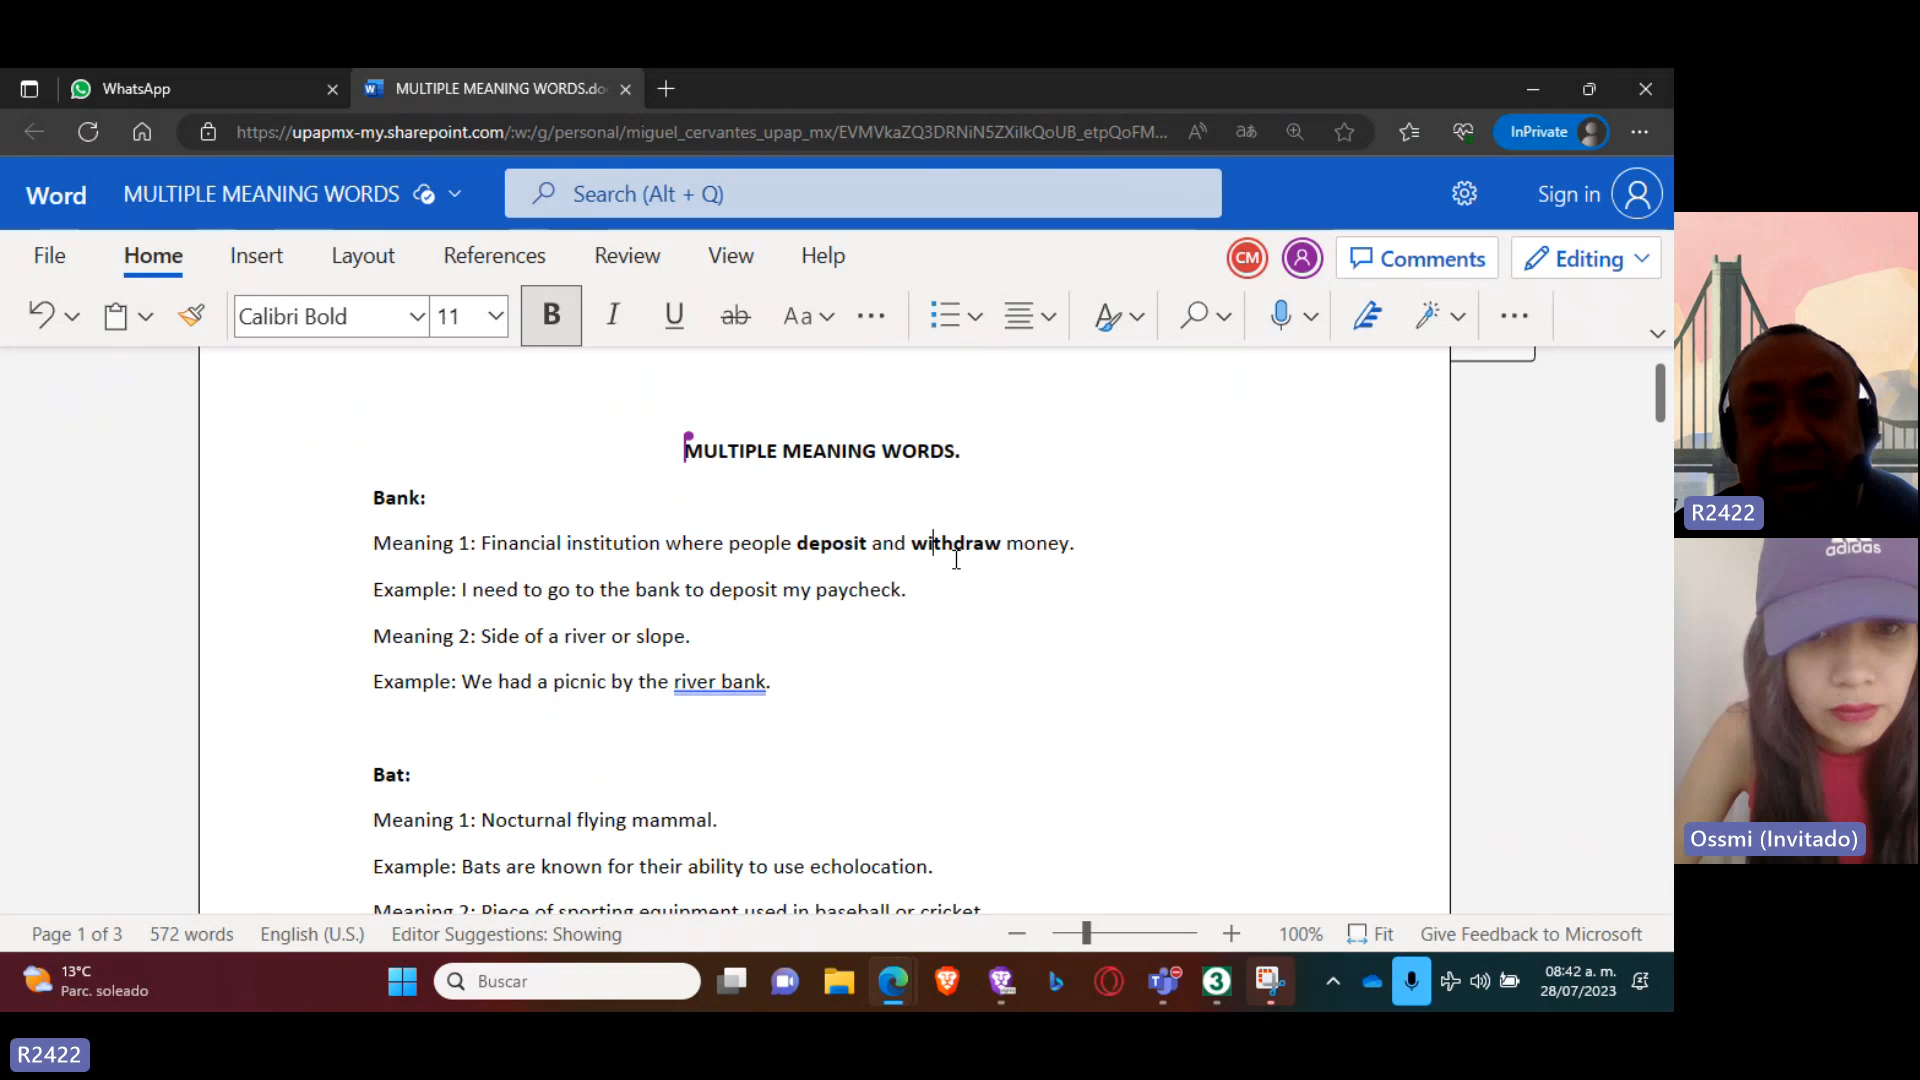 WhatsApp
MULTIPLE MEANING WORDS.do
https://upapmx-my.sharepoint.com/:w:/g/personal/miguel_cervantes_upap_mx/EVMVkaZQ3DRNiN5ZXiIkQoUB_etpQoFM...
InPrivate
Word MULTIPLE MEANING WORDS
Search (Alt + Q)
Sign in
File Home Insert Layout References Review View Help
CM
Comments
Editing
Calibri Bold 11
B I U ab Aa
MULTIPLE MEANING WORDS.
Bank:
Meaning 1: Financial institution where people deposit and withdraw money.
Example: I need to go to the bank to deposit my paycheck.
Meaning 2: Side of a river or slope.
Example: We had a picnic by the river bank.
Bat:
Meaning 1: Nocturnal flying mammal.
Example: Bats are known for their ability to use echolocation.
Meaning 2: Piece of sporting equipment used in baseball or cricket.
Page 1 of 3 572 words English (U.S.) Editor Suggestions: Showing
100% Fit Give Feedback to Microsoft
13°C
Parc. soleado
Buscar
3
08:42 a. m.
28/07/2023
R2422
adidas
Ossmi (Invitado)
R2422